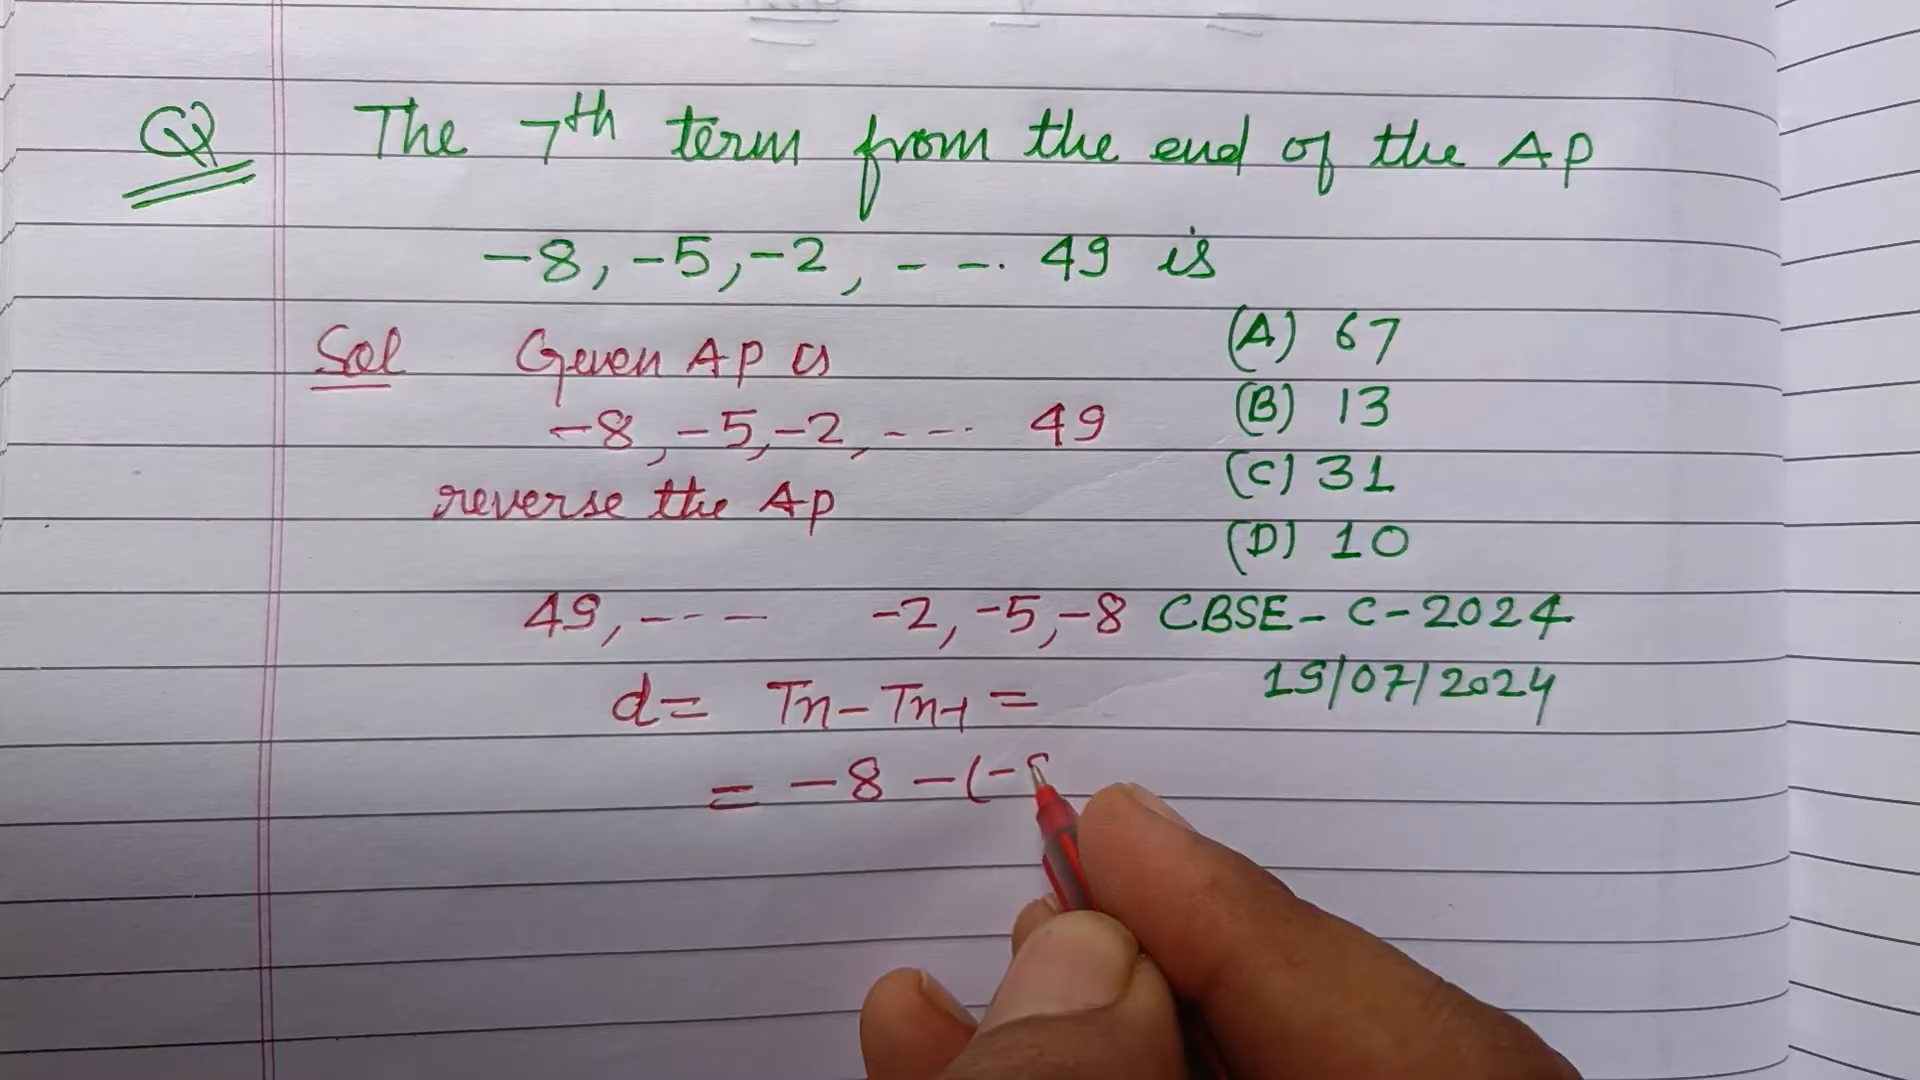 Q The 7th term from the end of the AP
-8, -5, -2, - -. 49 is
Sol Given AP is
(A) 67
-8, -5, -2, - -- 49
(B) 13
reverse the AP
(C) 31
(D) 10
49, - - - -2, -5, -8
CBSE - C - 2024
d = Tn - Tn-1 =
19/07/2024
= -8 - (-